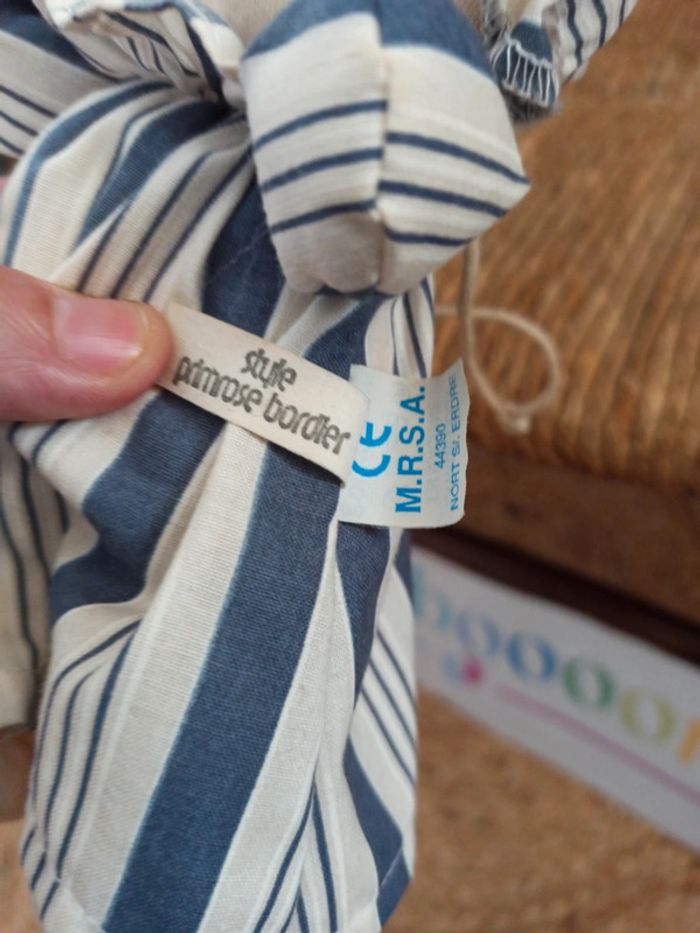 style
primrose bordier
CE
M.R.S.A.
44390
NORT S/. ERDRE